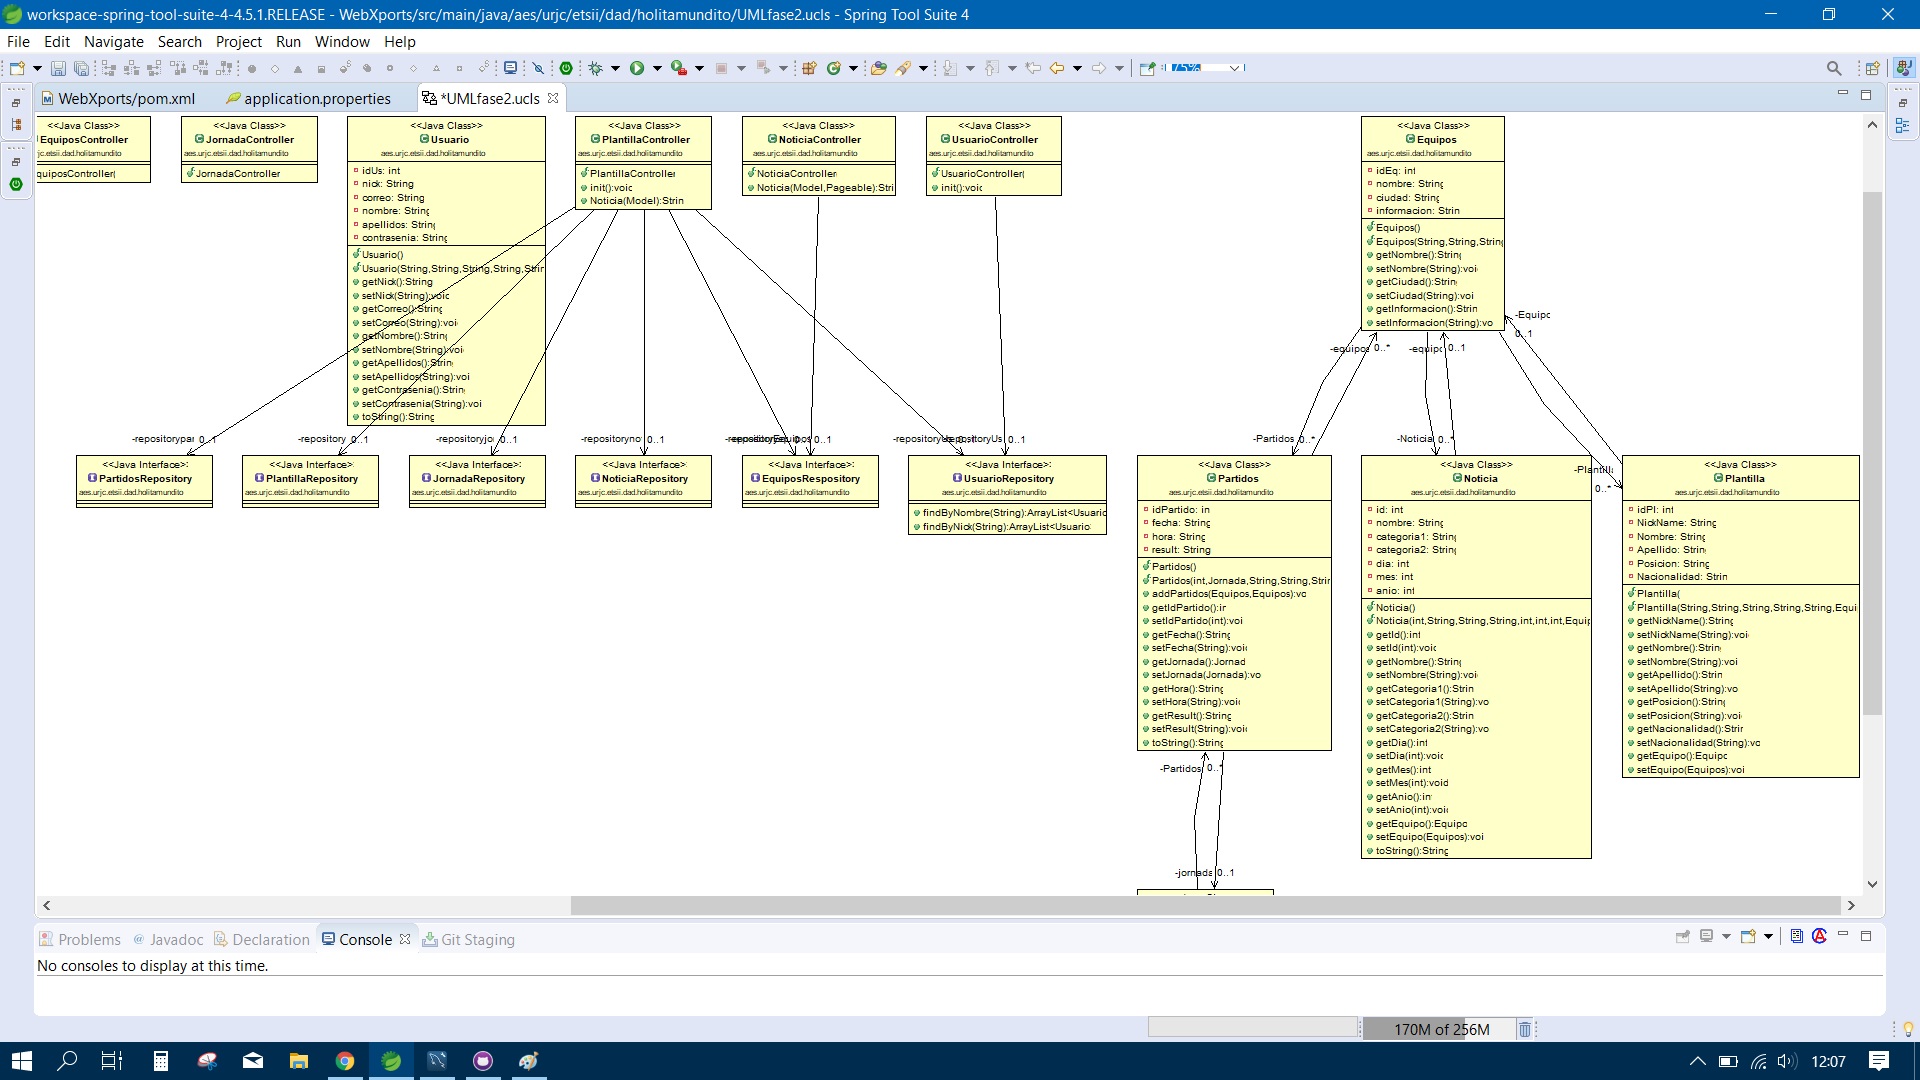 workspace-spring-tool-suite-4-4.5.1.RELEASE - WebXports/src/main/java/aes/urjc/etsii/dad/holitamundito/UMLfase2.ucls - Spring Tool Suite 4
File Edit Navigate Search Project Run Window Help
75%
WebXports/pom.xml
application.properties
*UMLfase2.ucls
<<Java Class>>
EquiposController
jc.etsii.dad.holitamundito
quiposController(
<<Java Class>>
JornadaController
aes.urjc.etsii.dad.holitamundito
JornadaController
<<Java Class>>
Usuario
aes.urjc.etsii.dad.holitamundito
idUs: int
nick: String
correo: String
nombre: String
apellidos: String
contrasenia: String
Usuario()
Usuario(String,String,String,String,Strin
getNick():String
setNick(String):voic
getCorreo():String
setCorreo(String):voi
getNombre():String
setNombre(String):voi
getApellidos():String
setApellidos(String):voi
getContrasenia():String
setContrasenia(String):voi
toString():String
<<Java Class>>
PlantillaController
aes.urjc.etsii.dad.holitamundito
PlantillaController
init():voic
Noticia(Model):Strin
<<Java Class>>
NoticiaController
aes.urjc.etsii.dad.holitamundito
NoticiaController
Noticia(Model,Pageable):Stri
<<Java Class>>
UsuarioController
aes.urjc.etsii.dad.holitamundito
UsuarioController(
init():voic
<<Java Class>>
Equipos
aes.urjc.etsii.dad.holitamundito
idEq: int
nombre: String
ciudad: String
informacion: Strin
Equipos()
Equipos(String,String,String
getNombre():String
setNombre(String):voi
getCiudad():String
setCiudad(String):voi
getInformacion():Strin
setInformacion(String):vo
-Equipc
0..1
-equipos 0..*
-equipc 0..1
-repositorypar 0..1
-repository 0..1
-repositoryjo 0..1
-repositoryno 0..1
-repositoryEquipos 0..1
-repositoryUs 0..1
-repositoryUs 0..1
-Partidos 0..*
-Noticia 0..*
-Plantilla
0..*
<<Java Interface>:
PartidosRepository
aes.urjc.etsii.dad.holitamundito
<<Java Interface>:
PlantillaRepository
aes.urjc.etsii.dad.holitamundito
<<Java Interface>:
JornadaRepository
aes.urjc.etsii.dad.holitamundito
<<Java Interface>:
NoticiaRepository
aes.urjc.etsii.dad.holitamundito
<<Java Interface>:
EquiposRespository
aes.urjc.etsii.dad.holitamundito
<<Java Interface>:
UsuarioRepository
aes.urjc.etsii.dad.holitamundito
findByNombre(String):ArrayList<Usuario
findByNick(String):ArrayList<Usuario
<<Java Class>>
Partidos
aes.urjc.etsii.dad.holitamundito
idPartido: in
fecha: String
hora: String
result: String
Partidos()
Partidos(int,Jornada,String,String,Strin
addPartidos(Equipos,Equipos):vc
getIdPartido():ir
setIdPartido(int):voi
getFecha():String
setFecha(String):voic
getJornada():Jornad
setJornada(Jornada):vo
getHora():String
setHora(String):voic
getResult():String
setResult(String):voic
toString():String
<<Java Class>>
Noticia
aes.urjc.etsii.dad.holitamundito
id: int
nombre: String
categoria1: String
categoria2: String
dia: int
mes: int
anio: int
Noticia()
Noticia(int,String,String,String,int,int,int,Equip
getId():int
setId(int):voic
getNombre():String
setNombre(String):voi
getCategoria1():Strin
setCategoria1(String):vo
getCategoria2():Strin
setCategoria2(String):vo
getDia():int
setDia(int):voic
getMes():int
setMes(int):void
getAnio():in
setAnio(int):voic
getEquipo():Equipc
setEquipo(Equipos):voi
toString():String
<<Java Class>>
Plantilla
aes.urjc.etsii.dad.holitamundito
idPl: int
NickName: String
Nombre: String
Apellido: String
Posicion: String
Nacionalidad: Strin
Plantilla(
Plantilla(String,String,String,String,String,Equi
getNickName():String
setNickName(String):voi
getNombre():String
setNombre(String):voi
getApellido():Strin
setApellido(String):vo
getPosicion():String
setPosicion(String):voi
getNacionalidad():Strin
setNacionalidad(String):vc
getEquipo():Equipc
setEquipo(Equipos):voi
-Partidos 0..*
-jornada 0..1
Problems Javadoc Declaration Console Git Staging
No consoles to display at this time.
170M of 256M
12:07